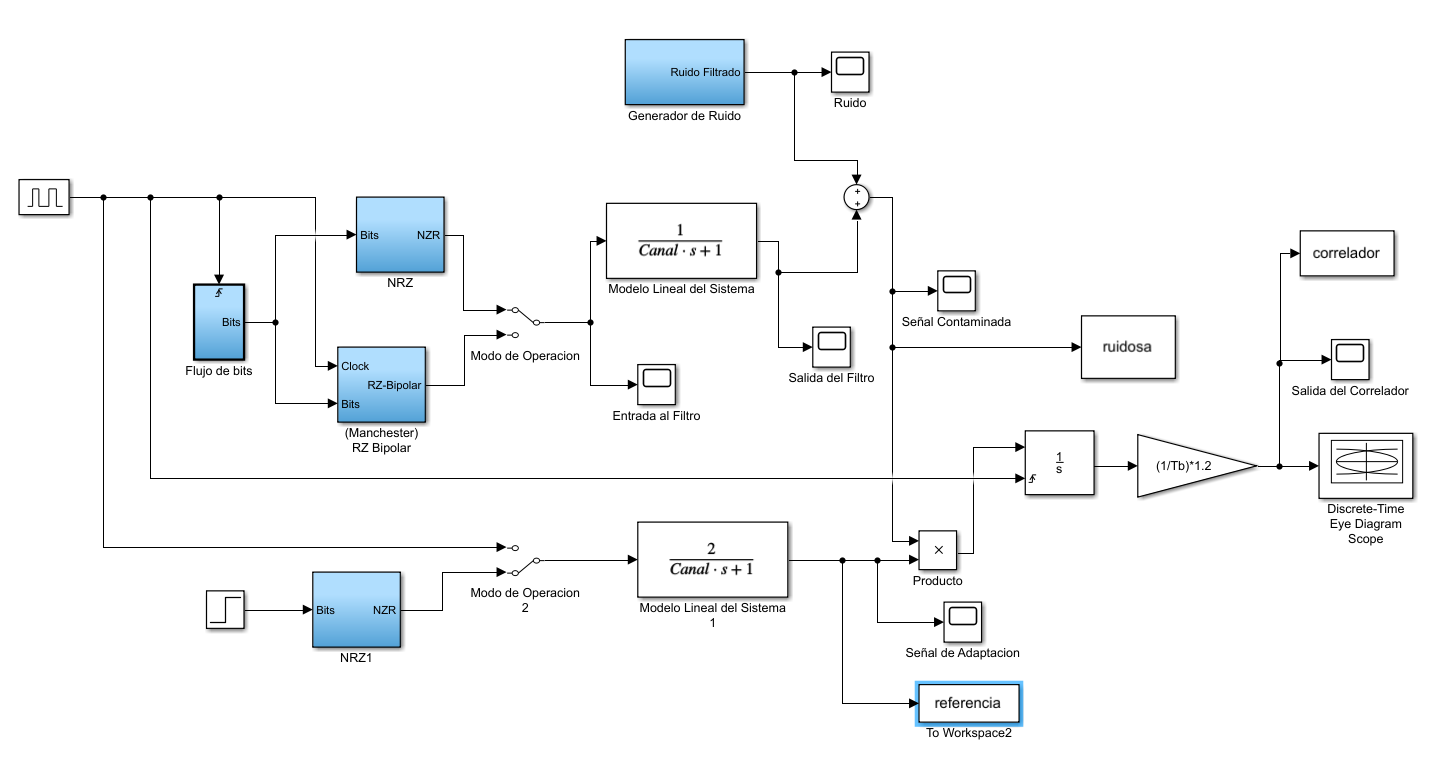 Ruido Filtrado
Generador de Ruido
Ruido
Bits
NZR
NRZ
Bits
Flujo de bits
Clock
RZ-Bipolar
Bits
(Manchester)
RZ Bipolar
Modo de Operacion
1
Canal · s + 1
Modelo Lineal del Sistema
+
+
Entrada al Filtro
Salida del Filtro
Señal Contaminada
ruidosa
correlador
Salida del Correlador
1
s
(1/Tb)*1.2
Discrete-Time
Eye Diagram
Scope
Bits
NZR
NRZ1
Modo de Operacion
2
2
Canal · s + 1
Modelo Lineal del Sistema
1
×
Producto
Señal de Adaptacion
referencia
To Workspace2